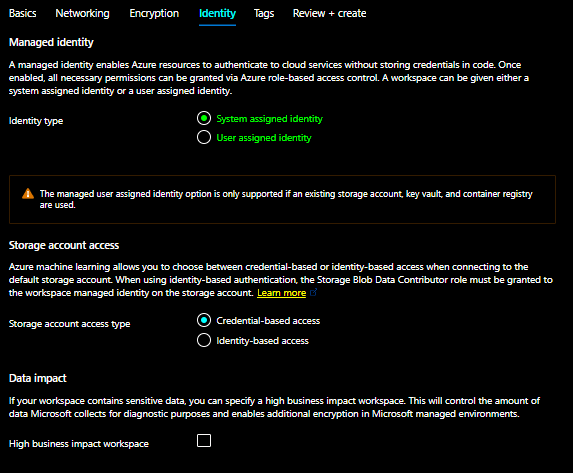 Basics Networking Encryption Identity Tags Review + create
Managed identity
A managed identity enables Azure resources to authenticate to cloud services without storing credentials in code. Once
enabled, all necessary permissions can be granted via Azure role-based access control. A workspace can be given either a
system assigned identity or a user assigned identity.
Identity type
System assigned identity
User assigned identity
The managed user assigned identity option is only supported if an existing storage account, key vault, and container registry
are used.
Storage account access
Azure machine learning allows you to choose between credential-based or identity-based access when connecting to the
default storage account. When using identity-based authentication, the Storage Blob Data Contributor role must be granted to
the workspace managed identity on the storage account. Learn more
Storage account access type
Credential-based access
Identity-based access
Data impact
If your workspace contains sensitive data, you can specify a high business impact workspace. This will control the amount of
data Microsoft collects for diagnostic purposes and enables additional encryption in Microsoft managed environments.
High business impact workspace